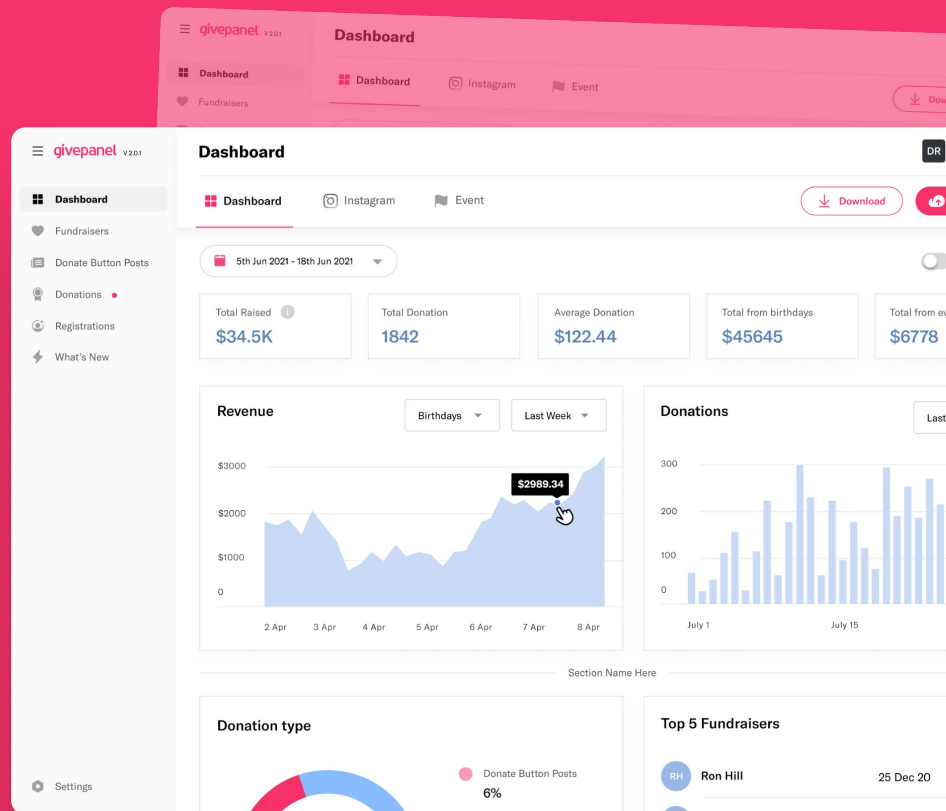 givepanel V 2.0.1
Dashboard
Dashboard
Dashboard Instagram Event
Fundraisers
givepanel V 2.0.1
Dashboard
DR
Dashboard
Fundraisers
Donate Button Posts
Donations
Registrations
What's New
Settings
Dashboard Instagram Event Download
5th Jun 2021 - 18th Jun 2021
Total Raised
$34.5K
Total Donation
1842
Average Donation
$122.44
Total from birthdays
$45645
Total from
$6778
Revenue Birthdays Last Week
$3000
$2000
$1000
0
$2989.34
2 Apr 3 Apr 4 Apr 5 Apr 6 Apr 7 Apr 8 Apr
Donations Last
300
200
100
0
July 1 July 15
Section Name Here
Donation type
Donate Button Posts
6%
Top 5 Fundraisers
RH Ron Hill 25 Dec 20